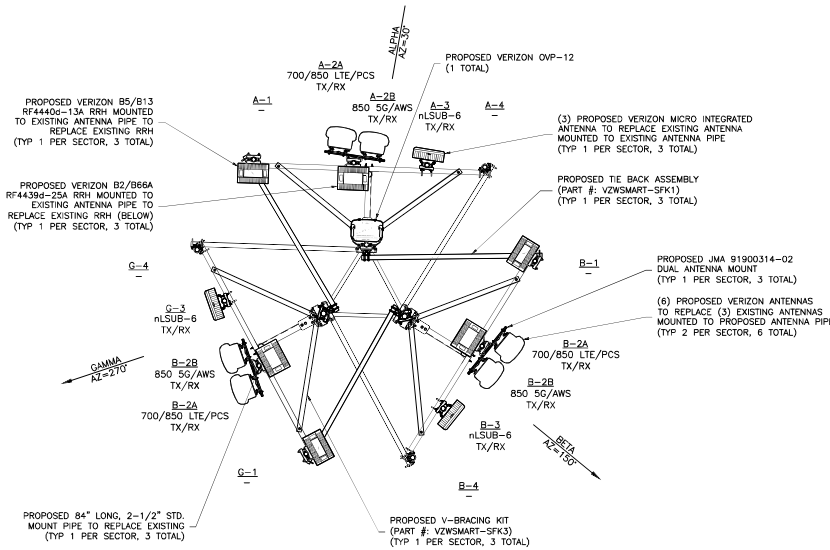 ALPHA
AZ=30°
A-2A
700/850 LTE/PCS
TX/RX
PROPOSED VERIZON OVP-12
(1 TOTAL)
A-2B
850 5G/AWS
TX/RX
A-1
–
A-3
nLSUB-6
TX/RX
A-4
–
PROPOSED VERIZON B5/B13
RF4440d-13A RRH MOUNTED
TO EXISTING ANTENNA PIPE TO
REPLACE EXISTING RRH
(TYP 1 PER SECTOR, 3 TOTAL)
(3) PROPOSED VERIZON MICRO INTEGRATED
ANTENNA TO REPLACE EXISTING ANTENNA
MOUNTED TO EXISTING ANTENNA PIPE
(TYP 1 PER SECTOR, 3 TOTAL)
PROPOSED VERIZON B2/B66A
RF4439d-25A RRH MOUNTED TO
EXISTING ANTENNA PIPE TO
REPLACE EXISTING RRH (BELOW)
(TYP 1 PER SECTOR, 3 TOTAL)
PROPOSED TIE BACK ASSEMBLY
(PART #: VZWSMART-SFK1)
(TYP 1 PER SECTOR, 3 TOTAL)
G-4
–
B-1
–
PROPOSED JMA 91900314-02
DUAL ANTENNA MOUNT
(TYP 1 PER SECTOR, 3 TOTAL)
G-3
nLSUB-6
TX/RX
(6) PROPOSED VERIZON ANTENNAS
TO REPLACE (3) EXISTING ANTENNAS
MOUNTED TO PROPOSED ANTENNA PIPE
(TYP 2 PER SECTOR, 6 TOTAL)
GAMMA
AZ=270°
B-2B
850 5G/AWS
TX/RX
B-2A
700/850 LTE/PCS
TX/RX
B-2A
700/850 LTE/PCS
TX/RX
B-2B
850 5G/AWS
TX/RX
B-3
nLSUB-6
TX/RX
BETA
AZ=150°
G-1
–
B-4
–
PROPOSED 84" LONG, 2-1/2" STD.
MOUNT PIPE TO REPLACE EXISTING
(TYP 1 PER SECTOR, 3 TOTAL)
PROPOSED V-BRACING KIT
(PART #: VZWSMART-SFK3)
(TYP 1 PER SECTOR, 3 TOTAL)